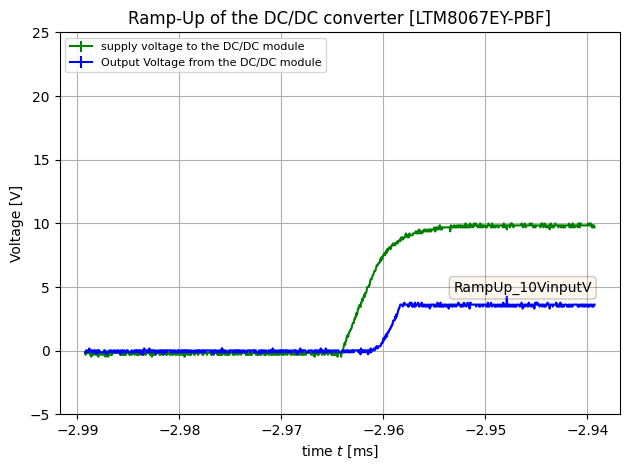 Ramp-Up of the DC/DC converter [LTM8067EY-PBF]
supply voltage to the DC/DC module
Output Voltage from the DC/DC module
25
20
15
10
5
0
−5
Voltage [V]
RampUp_10VinputV
−2.99
−2.98
−2.97
−2.96
−2.95
−2.94
time t [ms]